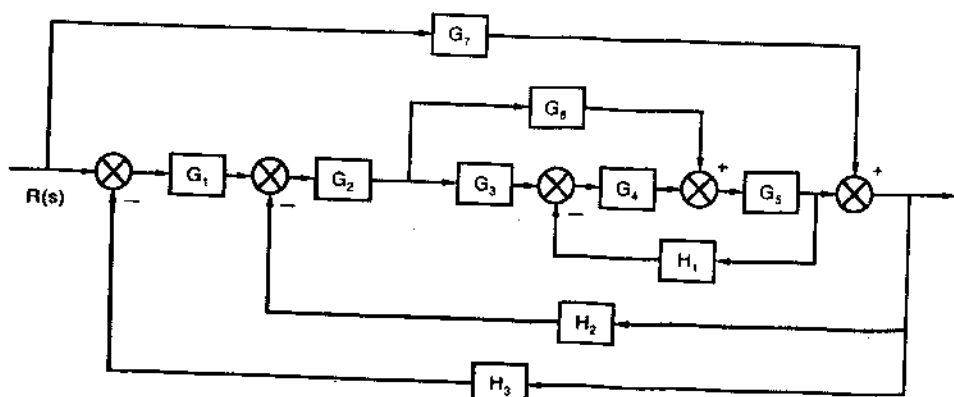 G₇
G₆
+
+
G₁
G₂
G₃
G₄
G₅
R(s)
−
−
−
H₁
H₂
H₃